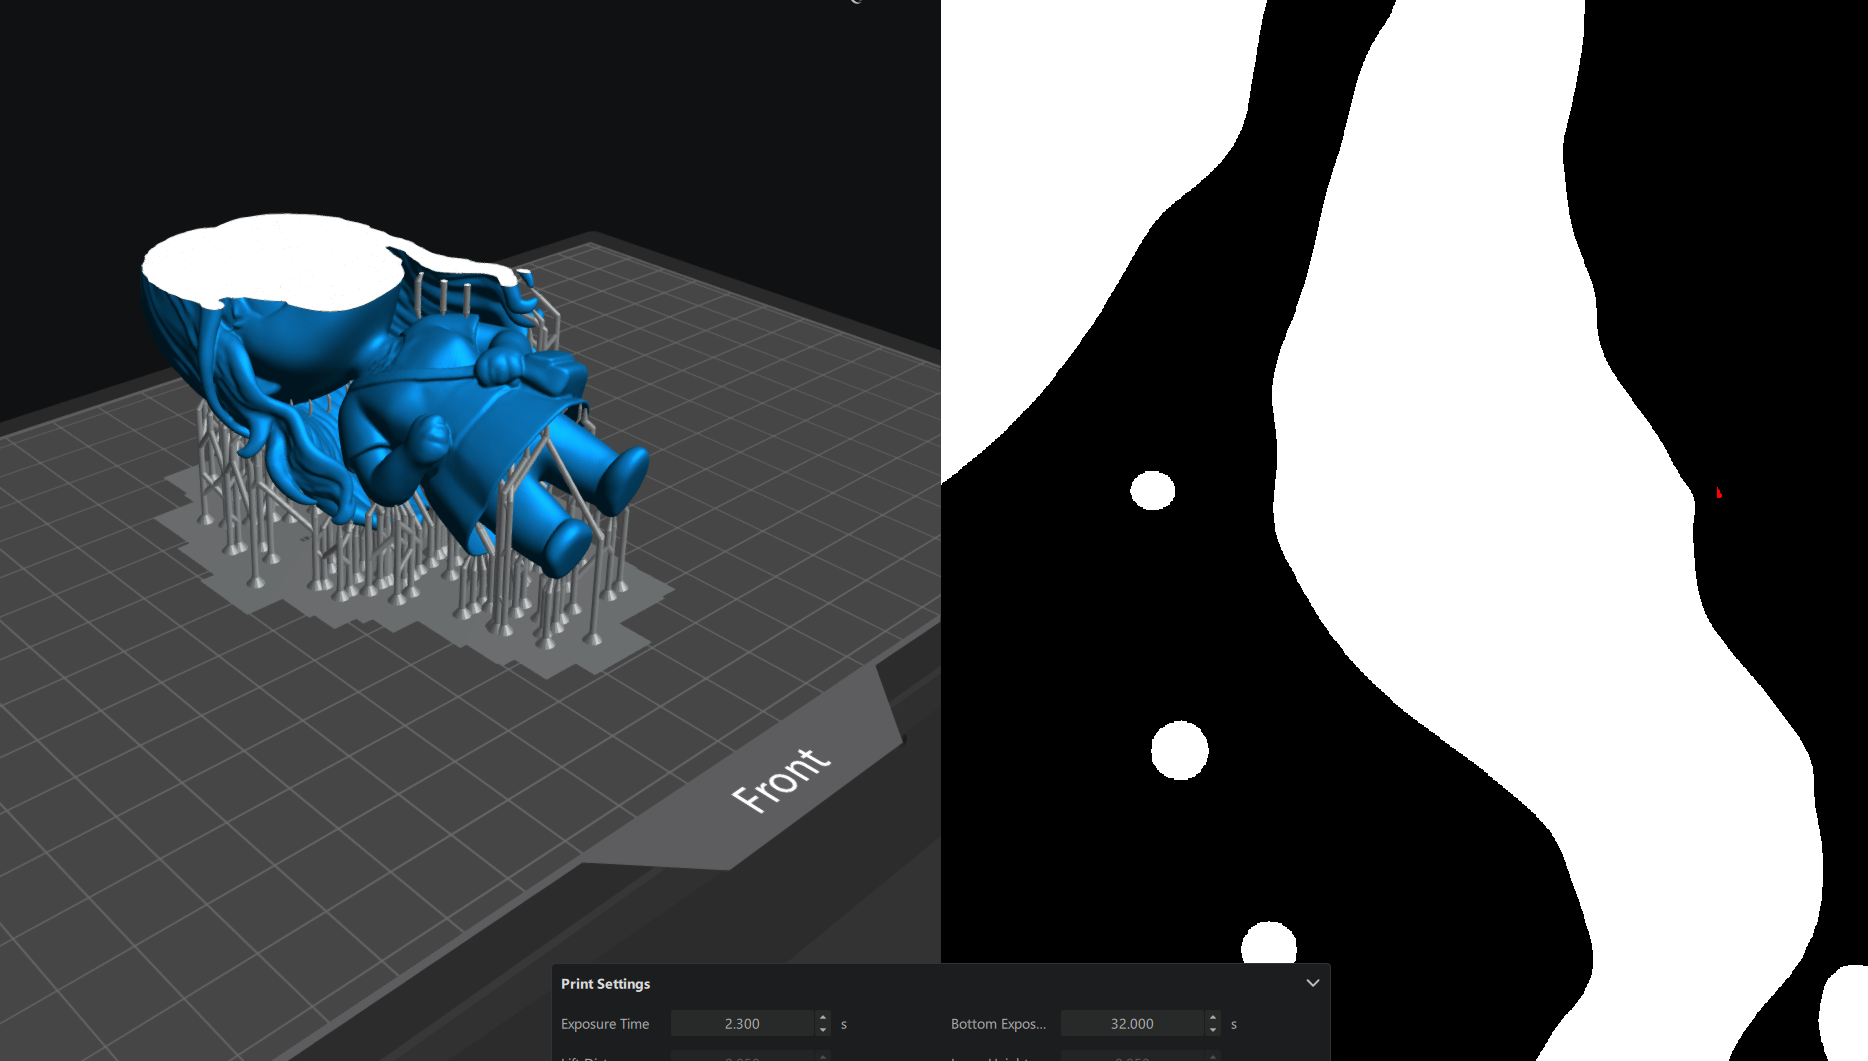 Front
Print Settings
Exposure Time 2.300 s Bottom Expos... 32.000 s